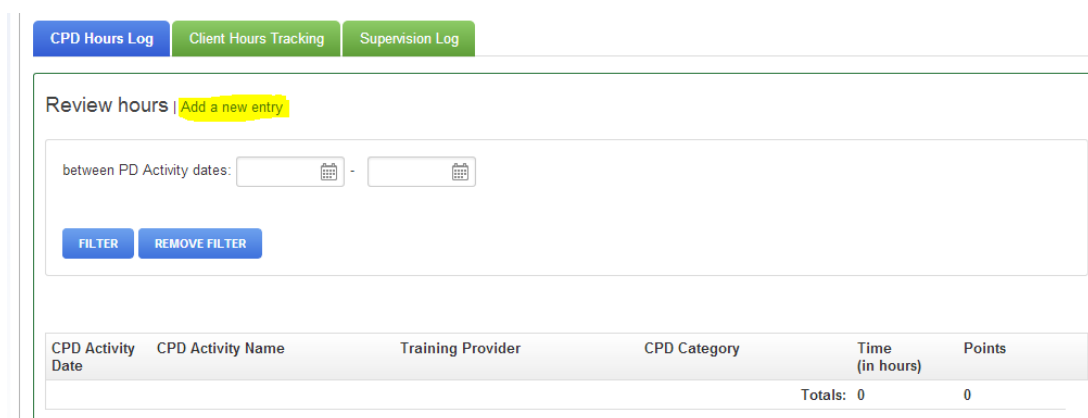 CPD Hours Log Client Hours Tracking Supervision Log
Review hours | Add a new entry
between PD Activity dates: -
FILTER REMOVE FILTER
CPD Activity Date CPD Activity Name Training Provider CPD Category Time (in hours) Points
Totals: 0 0